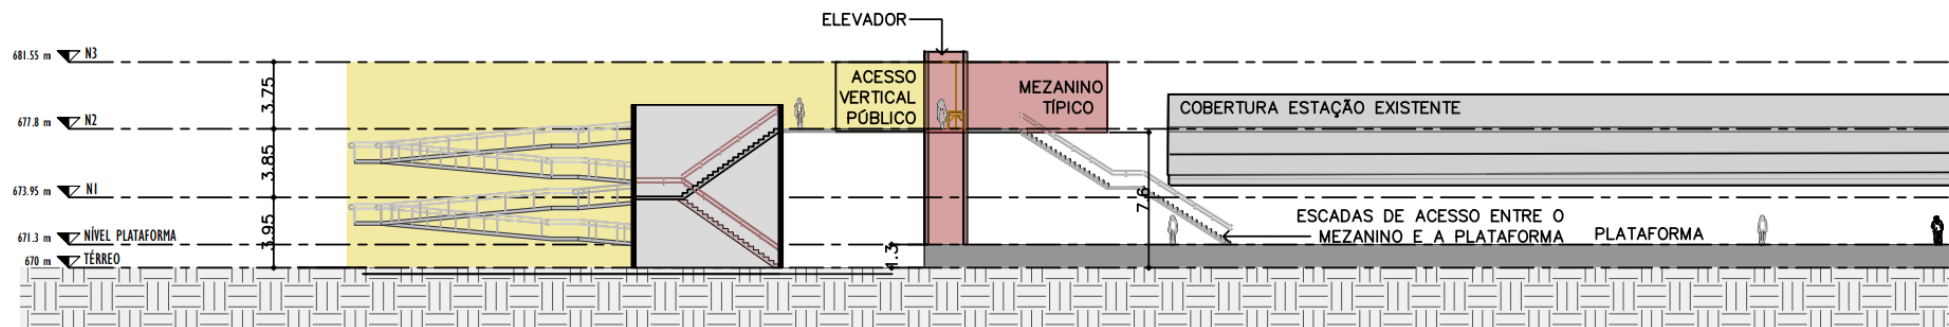 ELEVADOR
681.55 m N3
3.75
ACESSO
VERTICAL
PÚBLICO
MEZANINO
TÍPICO
COBERTURA ESTAÇÃO EXISTENTE
677.8 m N2
3.85
673.95 m N1
3.95
7.6
ESCADAS DE ACESSO ENTRE O
MEZANINO E A PLATAFORMA
PLATAFORMA
671.3 m NÍVEL PLATAFORMA
1.3
670 m TÉRREO